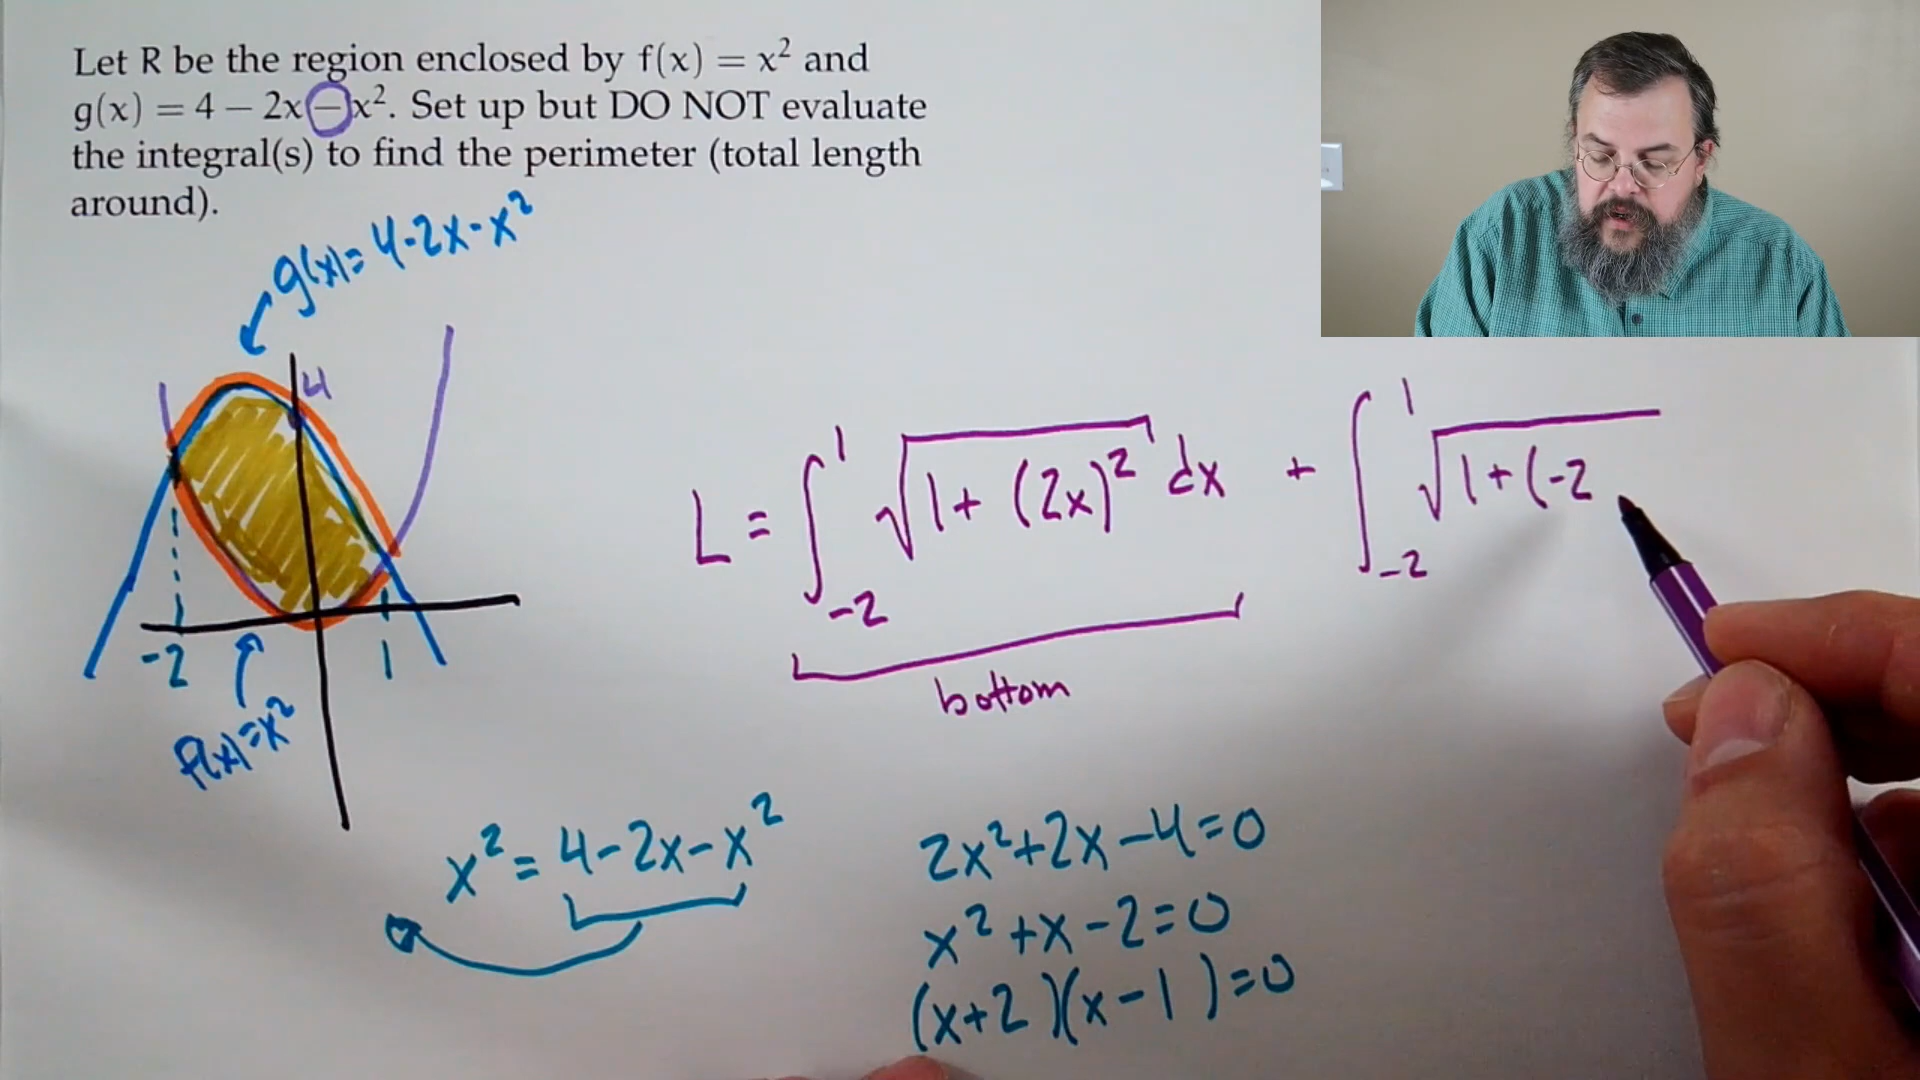 Let R be the region enclosed by f(x) = x² and
g(x) = 4 − 2x − x². Set up but DO NOT evaluate
the integral(s) to find the perimeter (total length
around).
g(x)= 4-2x-x²
4
-2
1
f(x)=x²
L = ∫_{-2}^{1} √(1+(2x)²) dx + ∫_{-2}^{1} √(1+(-2
bottom
x² = 4-2x-x²
2x²+2x-4=0
x²+x-2=0
(x+2)(x-1)=0